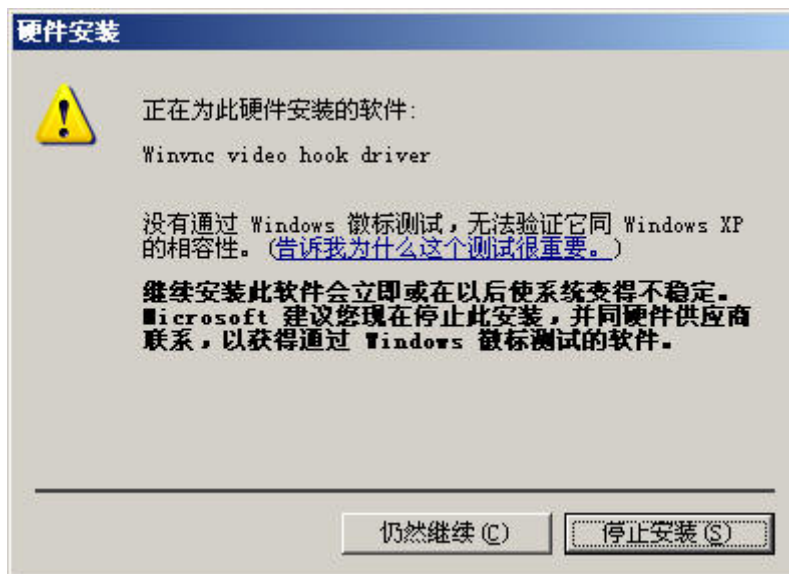 硬件安装
正在为此硬件安装的软件:
Winvnc video hook driver
没有通过 Windows 徽标测试，无法验证它同 Windows XP
的相容性。(告诉我为什么这个测试很重要。)
继续安装此软件会立即或在以后使系统变得不稳定。
Microsoft 建议您现在停止此安装，并同硬件供应商
联系，以获得通过 Windows 徽标测试的软件。
仍然继续(C)
停止安装(S)